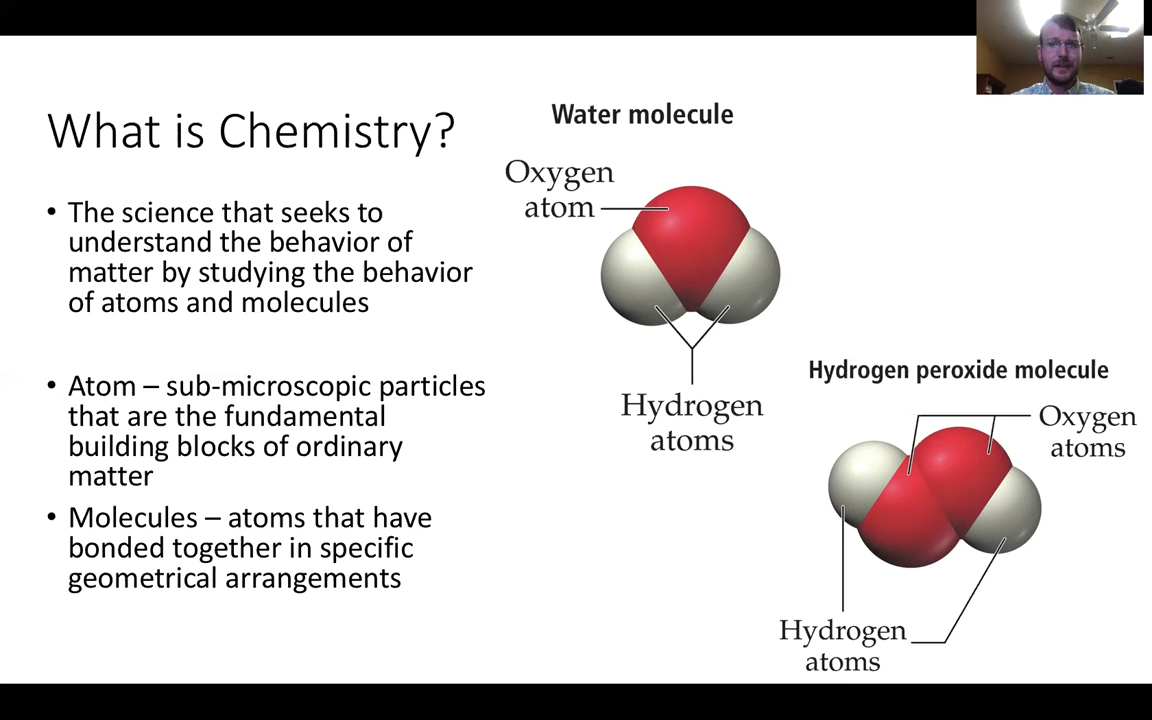 What is Chemistry?
• The science that seeks to
understand the behavior of
matter by studying the behavior
of atoms and molecules
• Atom – sub-microscopic particles
that are the fundamental
building blocks of ordinary
matter
• Molecules – atoms that have
bonded together in specific
geometrical arrangements
Water molecule
Oxygen
atom
Hydrogen
atoms
Hydrogen peroxide molecule
Oxygen
atoms
Hydrogen
atoms